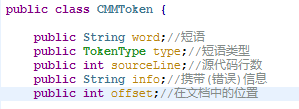 public class CMMToken {
public String word;//短语
public TokenType type;//短语类型
public int sourceLine;//源代码行数
public String info;//携带(错误)信息
public int offset;//在文档中的位置